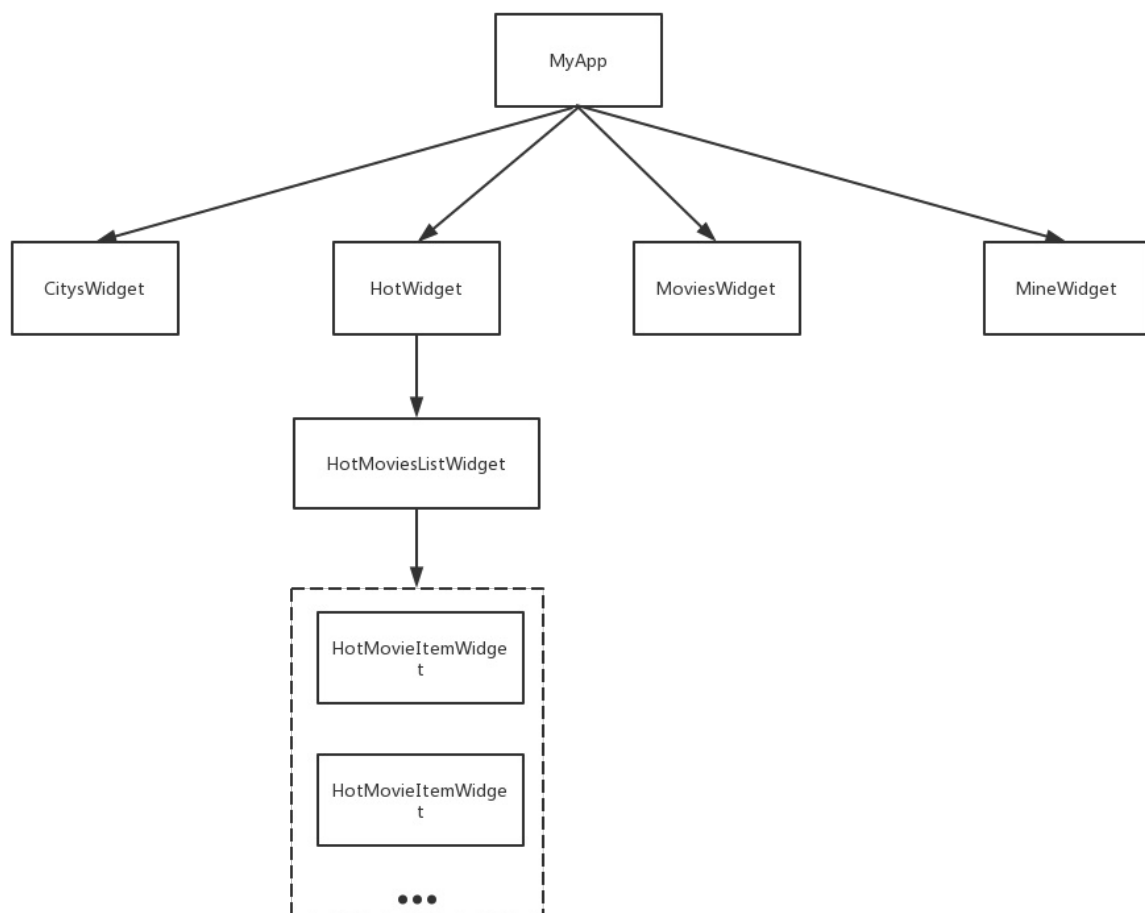 MyApp
CitysWidget
HotWidget
MoviesWidget
MineWidget
HotMoviesListWidget
HotMovieItemWidge
t
HotMovieItemWidge
t
•••